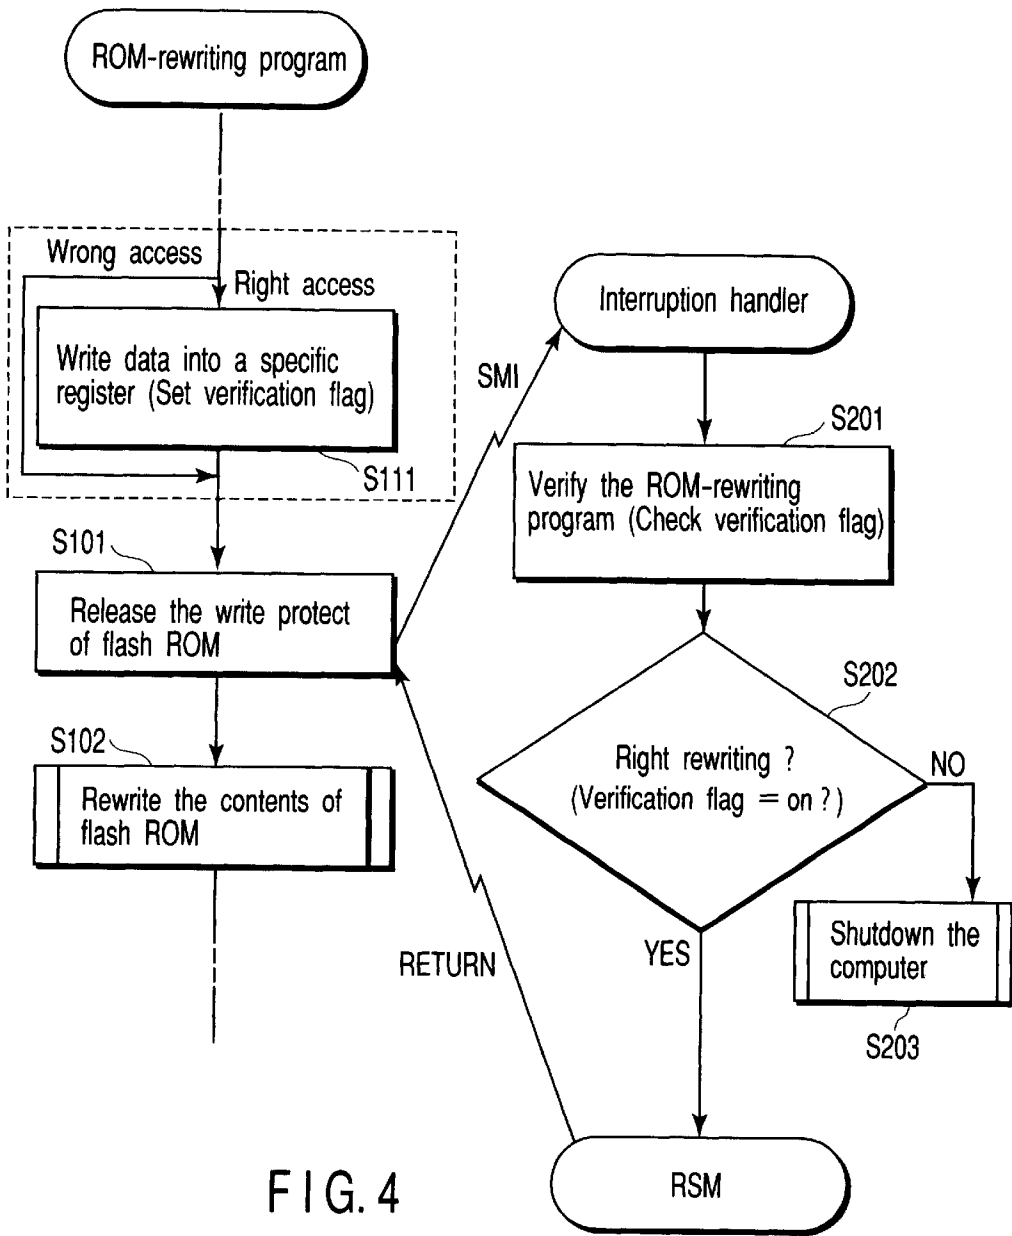 ROM-rewriting program
Wrong access
Right access
Write data into a specific
register (Set verification flag)
S111
S101
Release the write protect
of flash ROM
S102
Rewrite the contents of
flash ROM
SMI
RETURN
Interruption handler
S201
Verify the ROM-rewriting
program (Check verification flag)
S202
Right rewriting ?
(Verification flag = on ? )
NO
YES
Shutdown the
computer
S203
RSM
FIG. 4